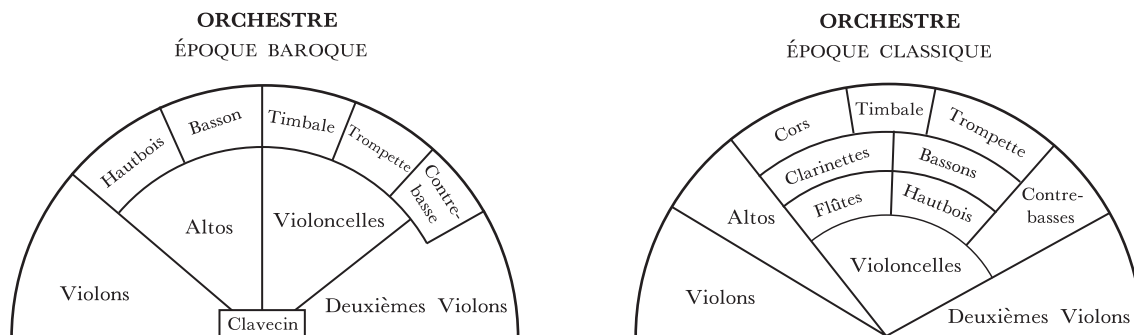 ORCHESTRE
ÉPOQUE BAROQUE
Hautbois
Basson
Timbale
Trompette
Contre-
basse
Altos
Violoncelles
Violons
Deuxièmes Violons
Clavecin
ORCHESTRE
ÉPOQUE CLASSIQUE
Cors
Timbale
Trompette
Clarinettes
Bassons
Flûtes
Hautbois
Altos
Contre-
basses
Violoncelles
Violons
Deuxièmes Violons